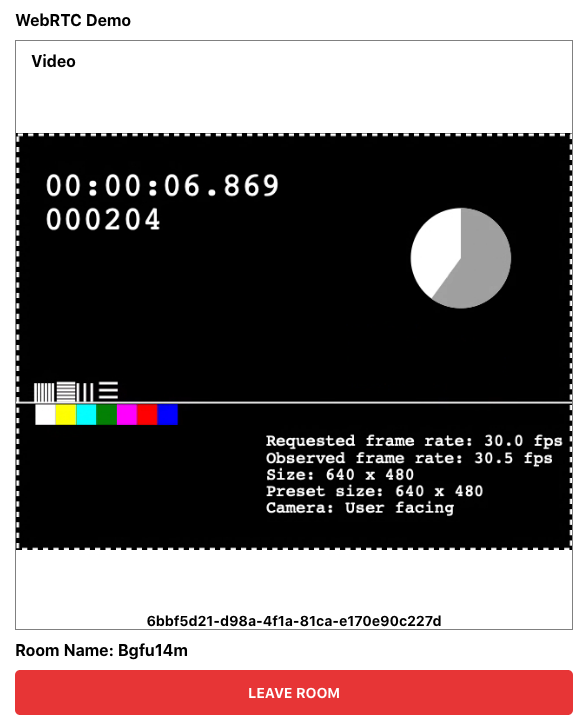 WebRTC Demo
Video
00:00:06.869
000204
Requested frame rate: 30.0 fps
Observed frame rate: 30.5 fps
Size: 640 x 480
Preset size: 640 x 480
Camera: User facing
6bbf5d21-d98a-4f1a-81ca-e170e90c227d
Room Name: Bgfu14m
LEAVE ROOM